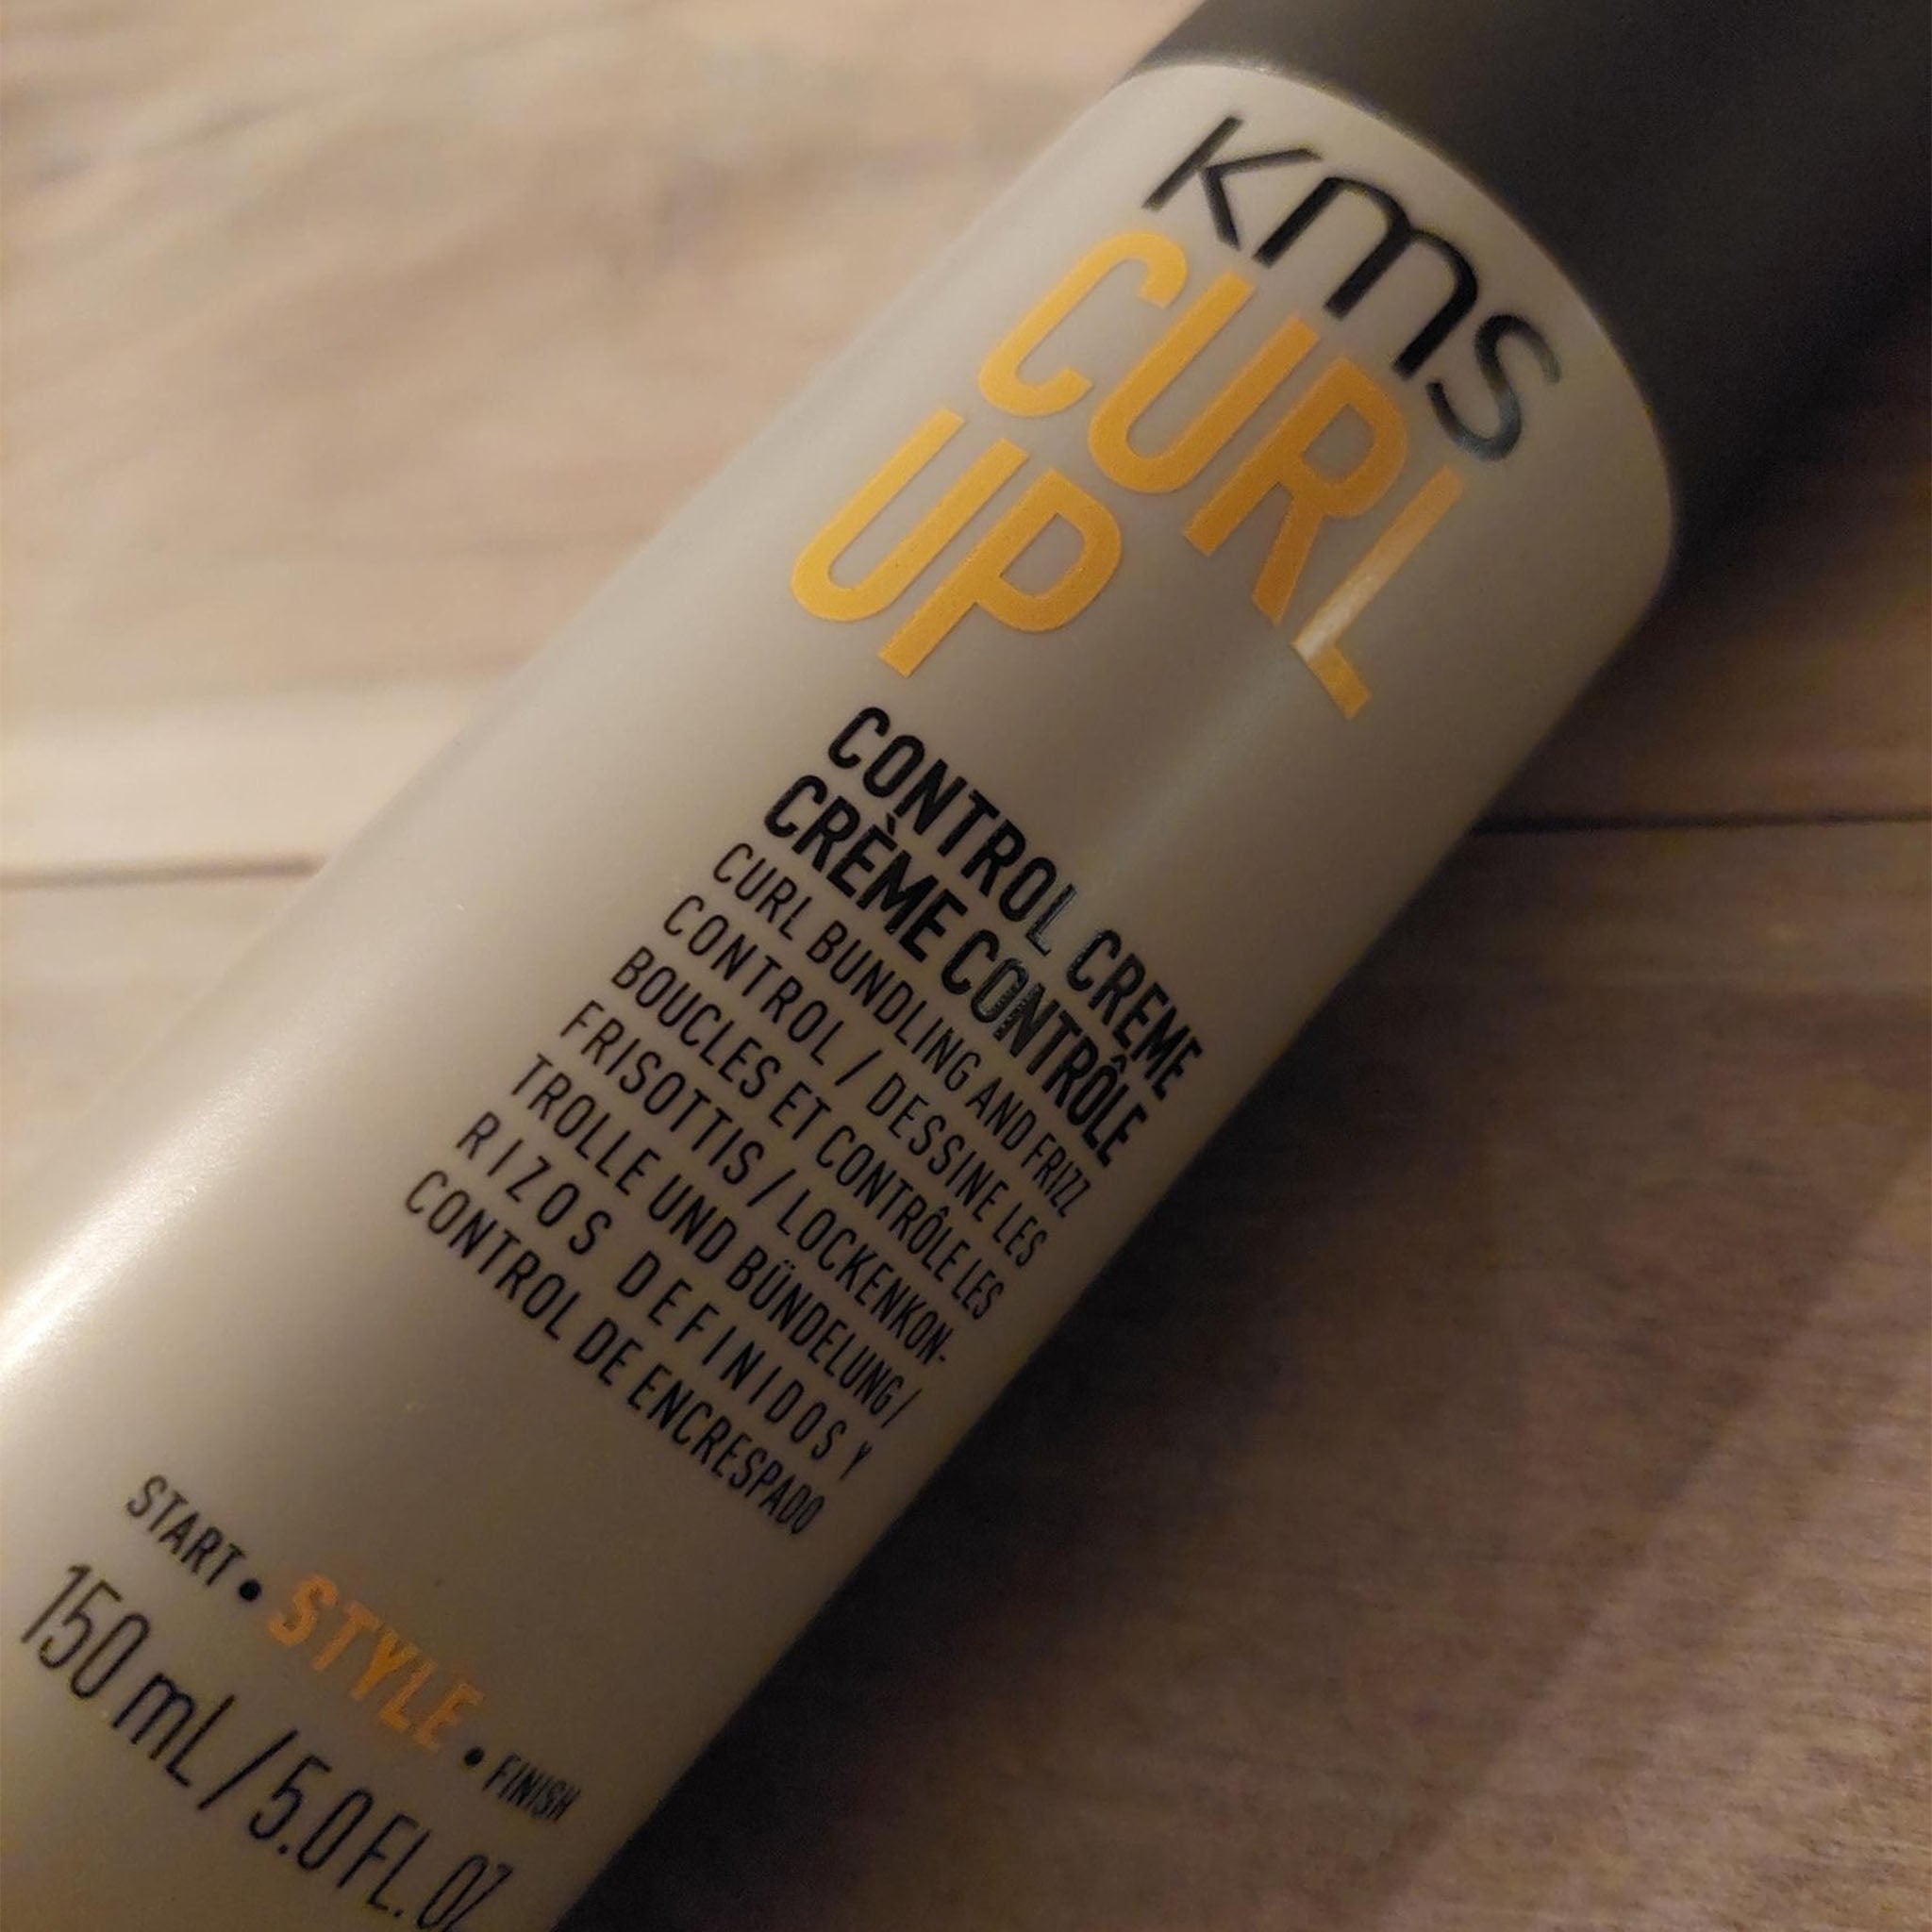 kms
CURL
UP
CONTROL CREME
CRÈME CONTRÔLE
CURL BUNDLING AND FRIZZ
CONTROL / DESSINE LES
BOUCLES ET CONTRÔLE LES
FRISOTTIS / LOCKENKON-
TROLLE UND BÜNDELUNG /
RIZOS DEFINIDOS Y
CONTROL DE ENCRESPADO
START • STYLE • FINISH
150 mL / 5.0 FL. OZ